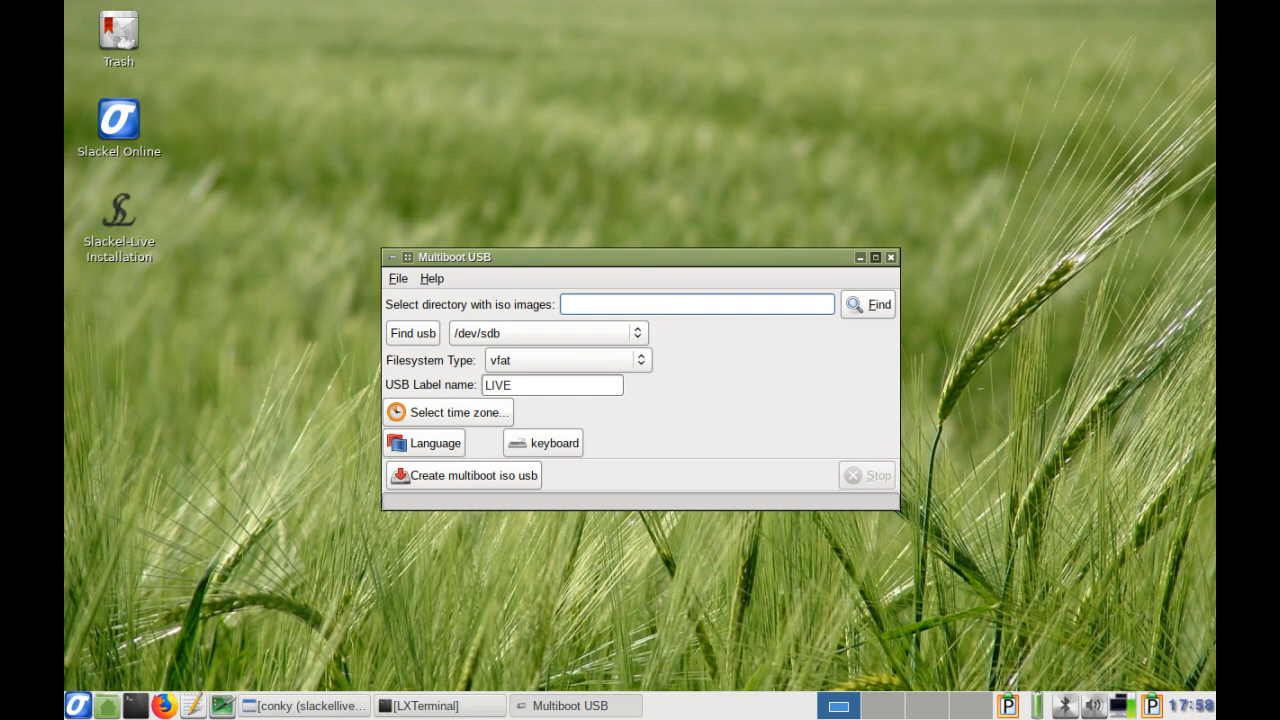 Trash
Slackel Online
Slackel-Live
Installation
Multiboot USB
File Help
Select directory with iso images: Find
Find usb /dev/sdb
Filesystem Type: vfat
USB Label name: LIVE
Select time zone...
Language keyboard
Create multiboot iso usb Stop
[conky (slackellive... [LXTerminal] Multiboot USB 17:58